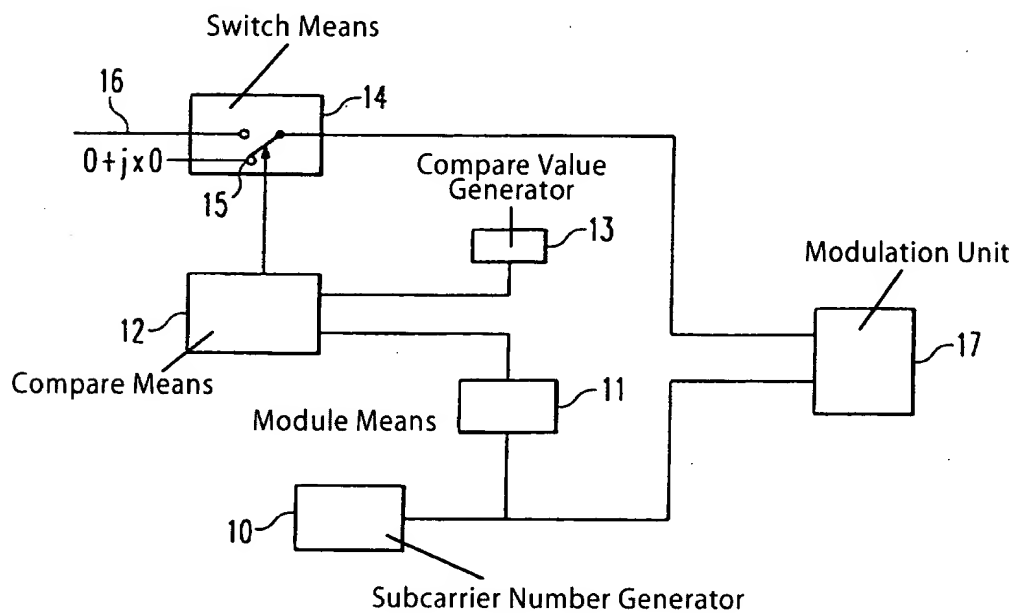 Switch Means
16
14
0+jx0
15
Compare Value
Generator
13
Modulation Unit
12
17
Compare Means
11
Module Means
10
Subcarrier Number Generator